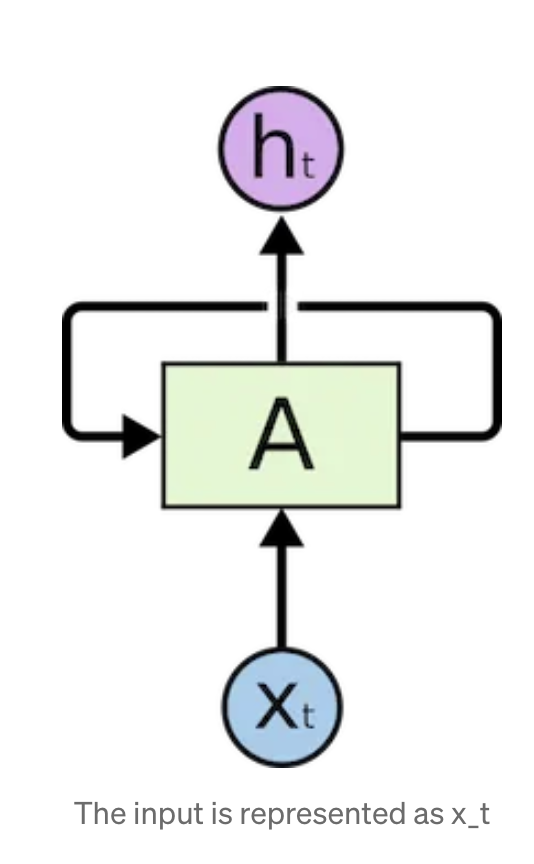 ht
A
xt
The input is represented as x_t